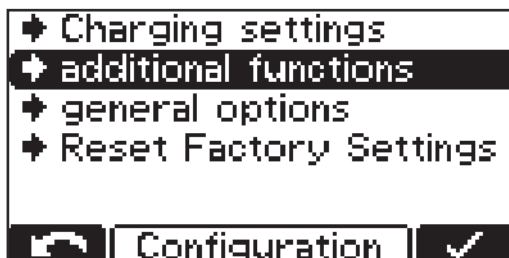 Charging settings
additional functions
general options
Reset Factory Settings
Configuration